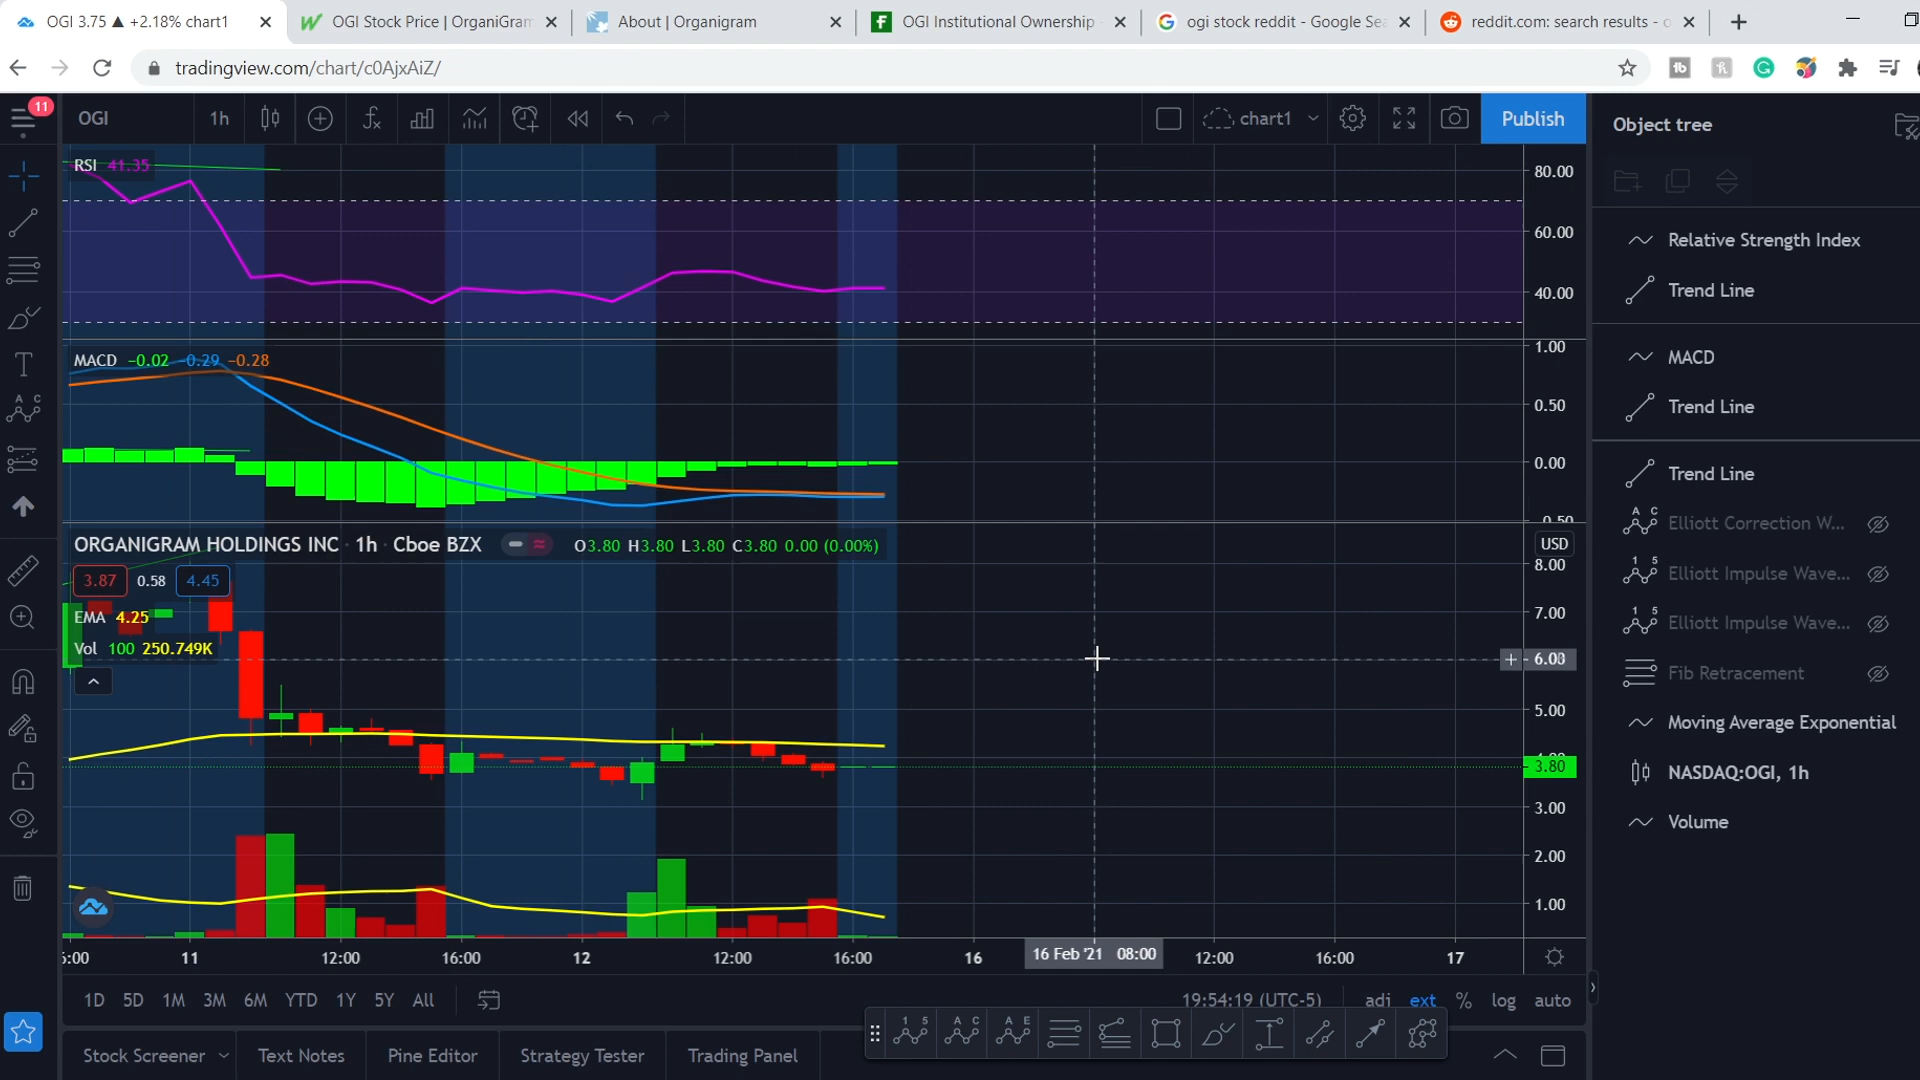 OGI 3.75 ▲ +2.18% chart1
OGI Stock Price | OrganiGram
About | Organigram
OGI Institutional Ownership
ogi stock reddit - Google Sea
reddit.com: search results - o
tradingview.com/chart/c0AjxAiZ/
11
OGI
1h
chart1
Publish
Object tree
RSI 41.35
80.00
60.00
40.00
Relative Strength Index
Trend Line
MACD −0.02 −0.29 −0.28
1.00
0.50
0.00
MACD
Trend Line
ORGANIGRAM HOLDINGS INC · 1h · Cboe BZX
O3.80 H3.80 L3.80 C3.80 0.00 (0.00%)
USD
3.87 0.58 4.45
EMA 4.25
Vol 100 250.749K
8.00
7.00
6.00
5.00
3.80
3.00
2.00
1.00
Trend Line
Elliott Correction W...
Elliott Impulse Wave...
Elliott Impulse Wave...
Fib Retracement
Moving Average Exponential
NASDAQ:OGI, 1h
Volume
11 12:00 16:00 12 12:00 16:00 16 16 Feb '21 08:00 12:00 16:00 17
1D 5D 1M 3M 6M YTD 1Y 5Y All
19:54:19 (UTC-5) adj ext % log auto
Stock Screener Text Notes Pine Editor Strategy Tester Trading Panel